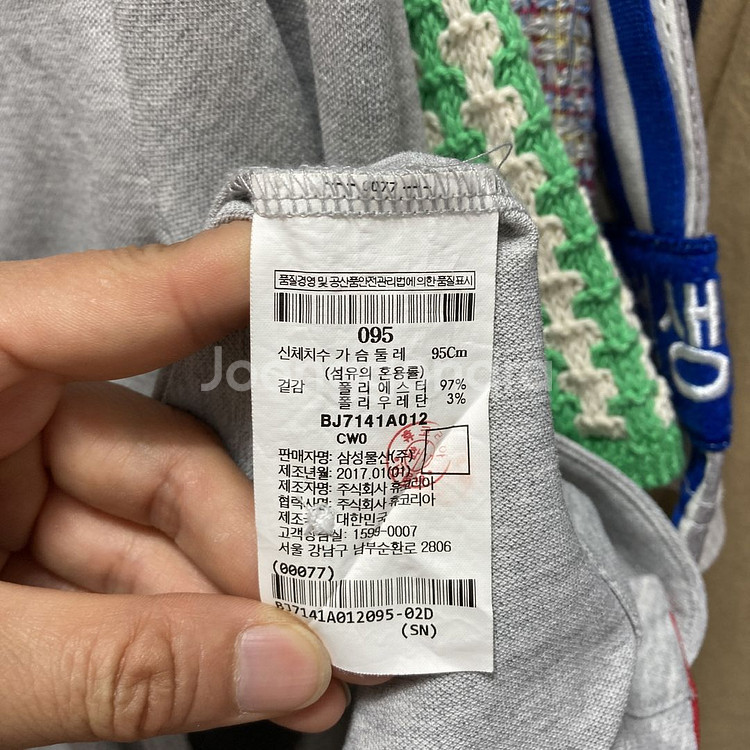 0077
품질경영 및 공산품안전관리법에 의한 품질표시
095
신체치수 가 슴 둘 레 95Cm
(섬유의 혼용률)
겉감 폴 리 에 스 터 97%
폴 리 우 레 탄 3%
BJ7141A012
CWO
판매자명: 삼성물산(주)
제조년월: 2017.01(01)
제조자명: 주식회사 휴코리아
협력사명: 주식회사 휴코리아
대한민국
고객상담실: 1599-0007
서울 강남구 남부순환로 2806
(00077)
BJ7141A012095-02D
(SN)